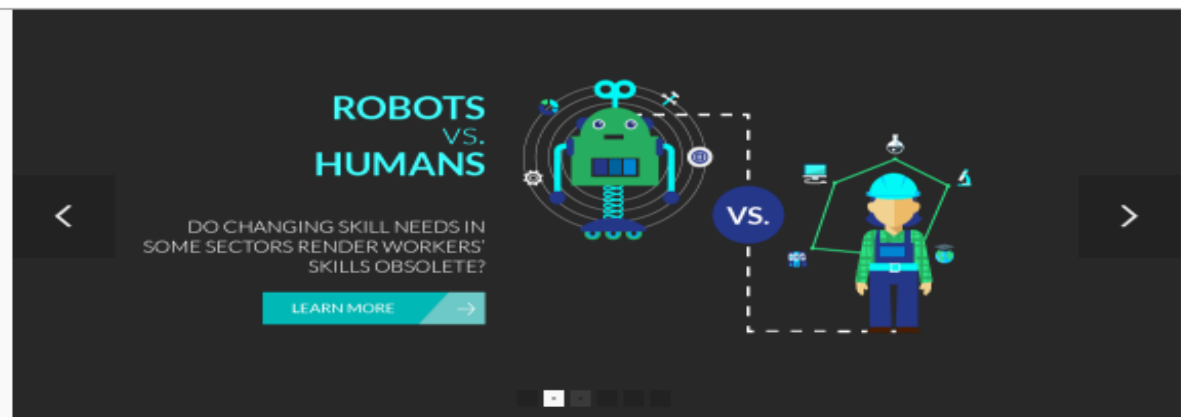 ROBOTS
VS.
HUMANS
DO CHANGING SKILL NEEDS IN
SOME SECTORS RENDER WORKERS'
SKILLS OBSOLETE?
LEARN MORE
VS.